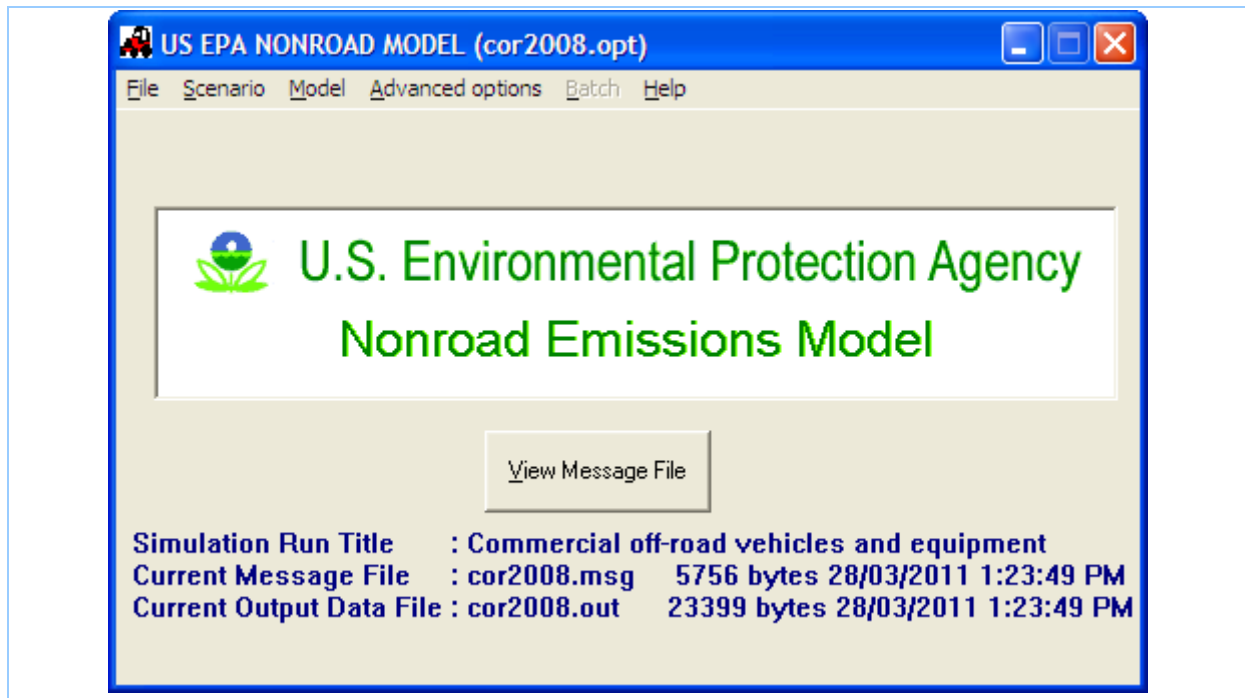 US EPA NONROAD MODEL (cor2008.opt)
File Scenario Model Advanced options Batch Help
U.S. Environmental Protection Agency
Nonroad Emissions Model
View Message File
Simulation Run Title : Commercial off-road vehicles and equipment
Current Message File : cor2008.msg 5756 bytes 28/03/2011 1:23:49 PM
Current Output Data File : cor2008.out 23399 bytes 28/03/2011 1:23:49 PM